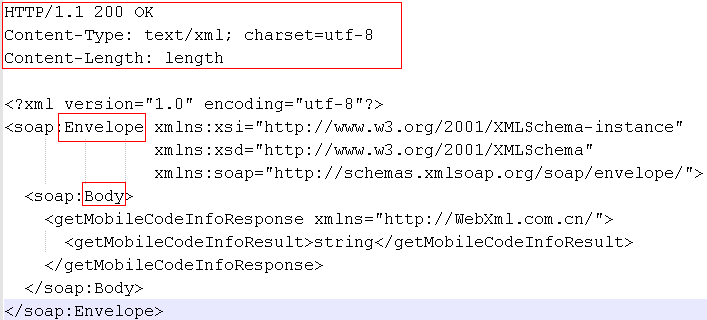 HTTP/1.1 200 OK
Content-Type: text/xml; charset=utf-8
Content-Length: length
<?xml version="1.0" encoding="utf-8"?>
<soap:Envelope xmlns:xsi="http://www.w3.org/2001/XMLSchema-instance"
xmlns:xsd="http://www.w3.org/2001/XMLSchema"
xmlns:soap="http://schemas.xmlsoap.org/soap/envelope/">
<soap:Body>
<getMobileCodeInfoResponse xmlns="http://WebXml.com.cn/">
<getMobileCodeInfoResult>string</getMobileCodeInfoResult>
</getMobileCodeInfoResponse>
</soap:Body>
</soap:Envelope>